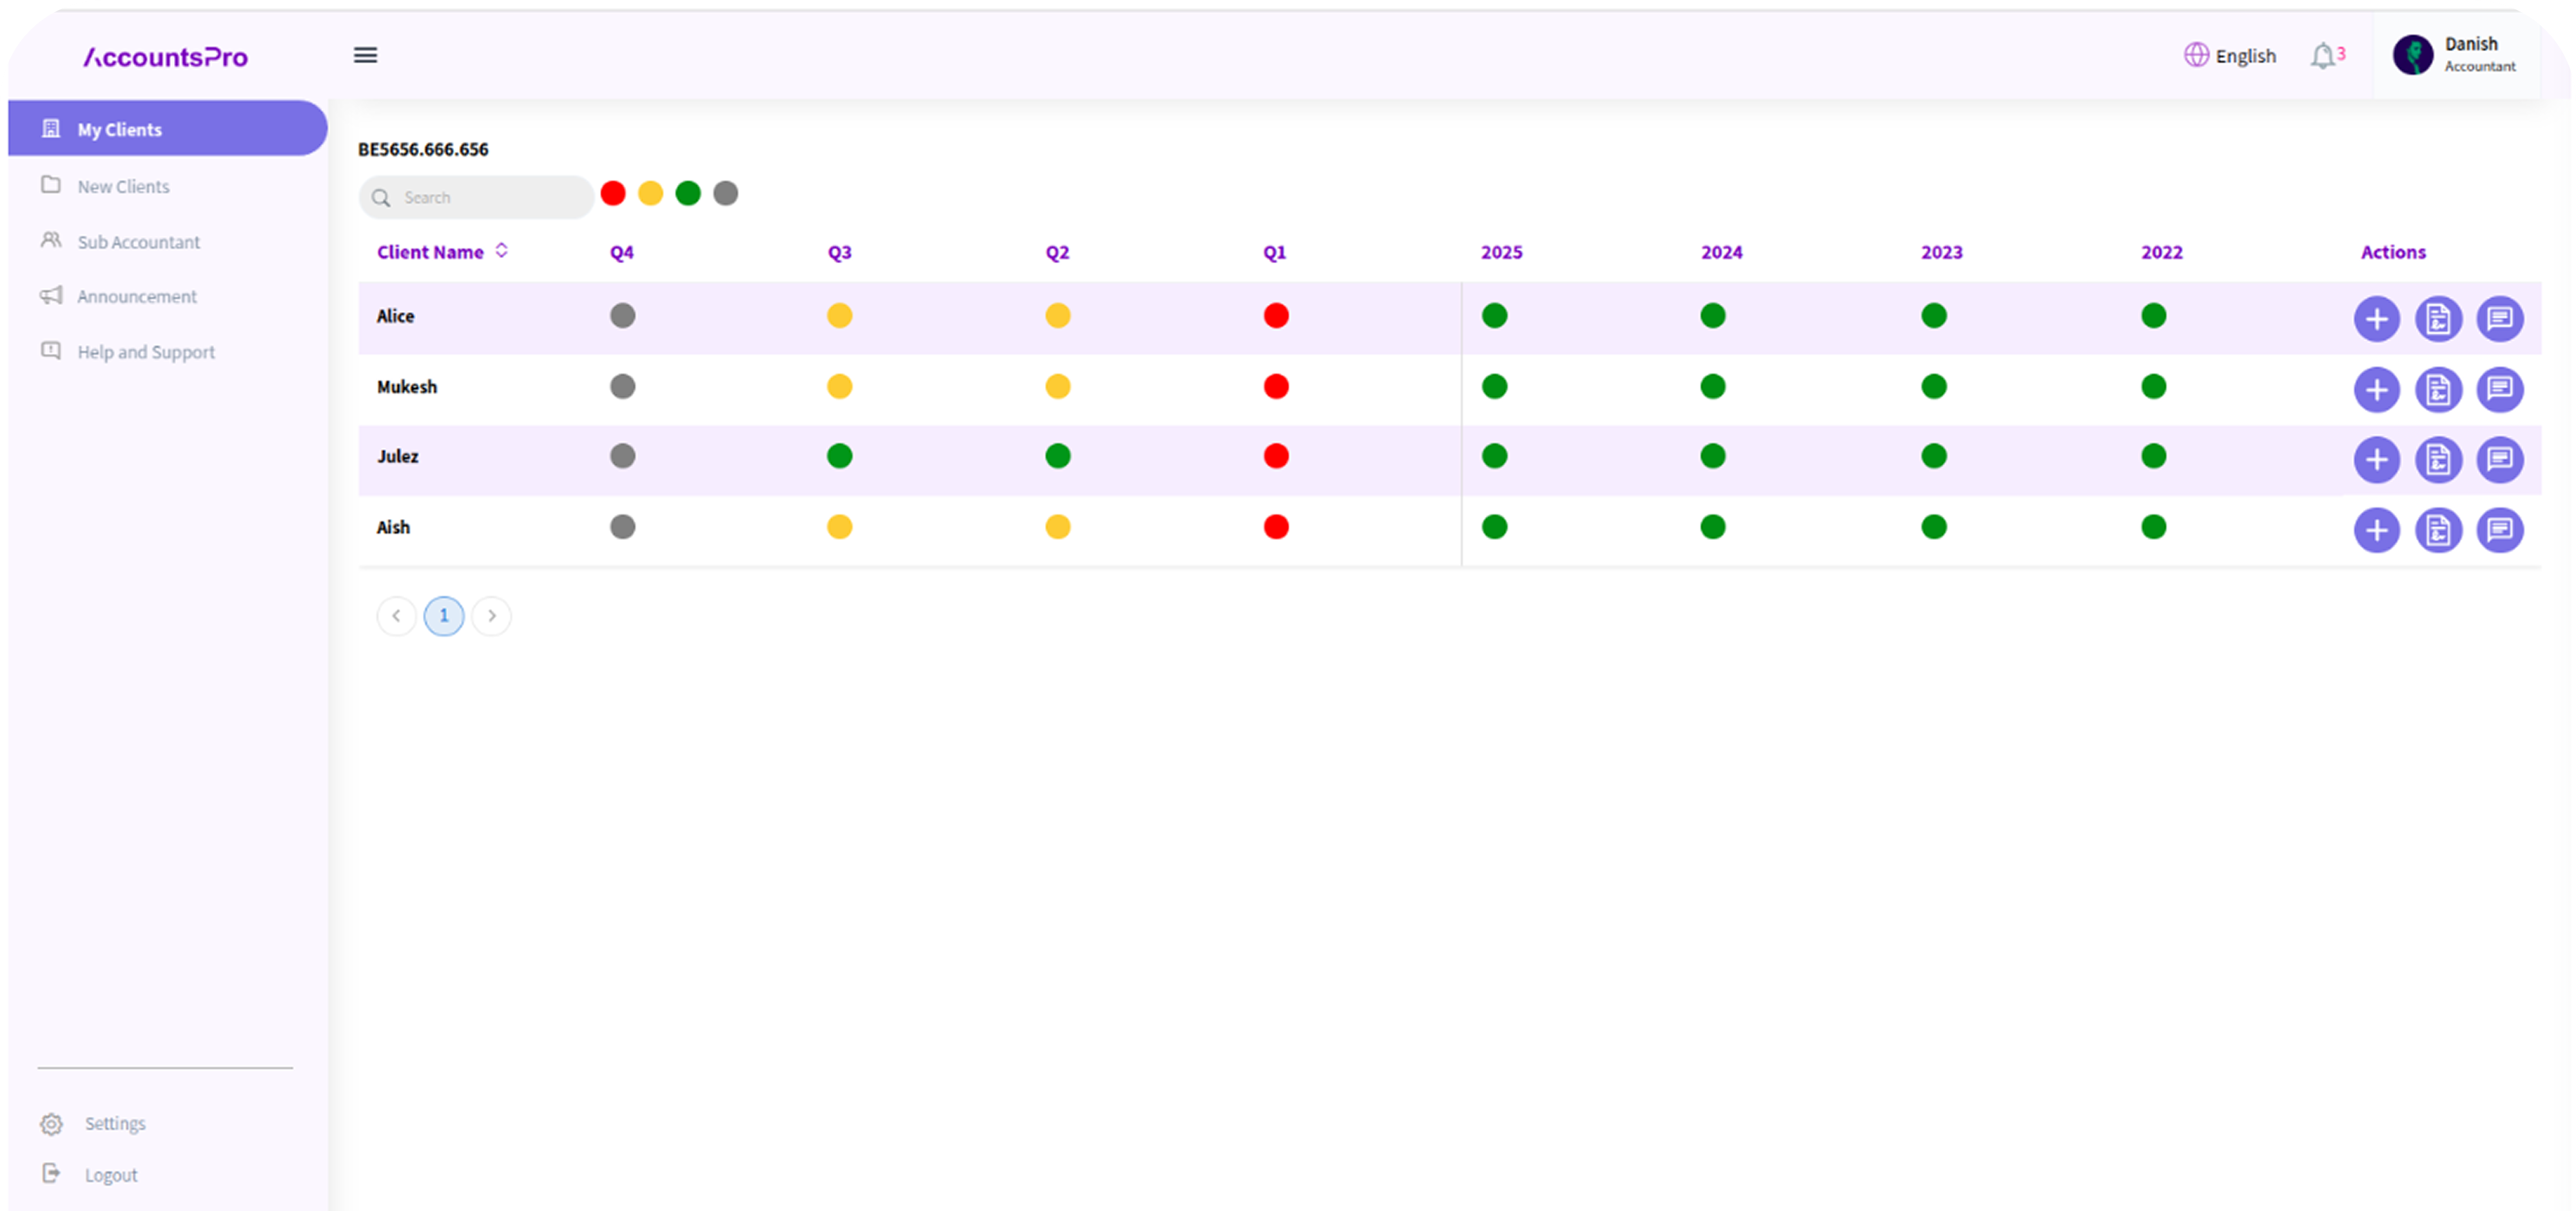 AccountsPro
English
3
Danish
Accountant
My Clients
New Clients
Sub Accountant
Announcement
Help and Support
Settings
Logout
BE5656.666.656
Search
Client Name Q4 Q3 Q2 Q1 2025 2024 2023 2022 Actions
Alice
Mukesh
Julez
Aish
1